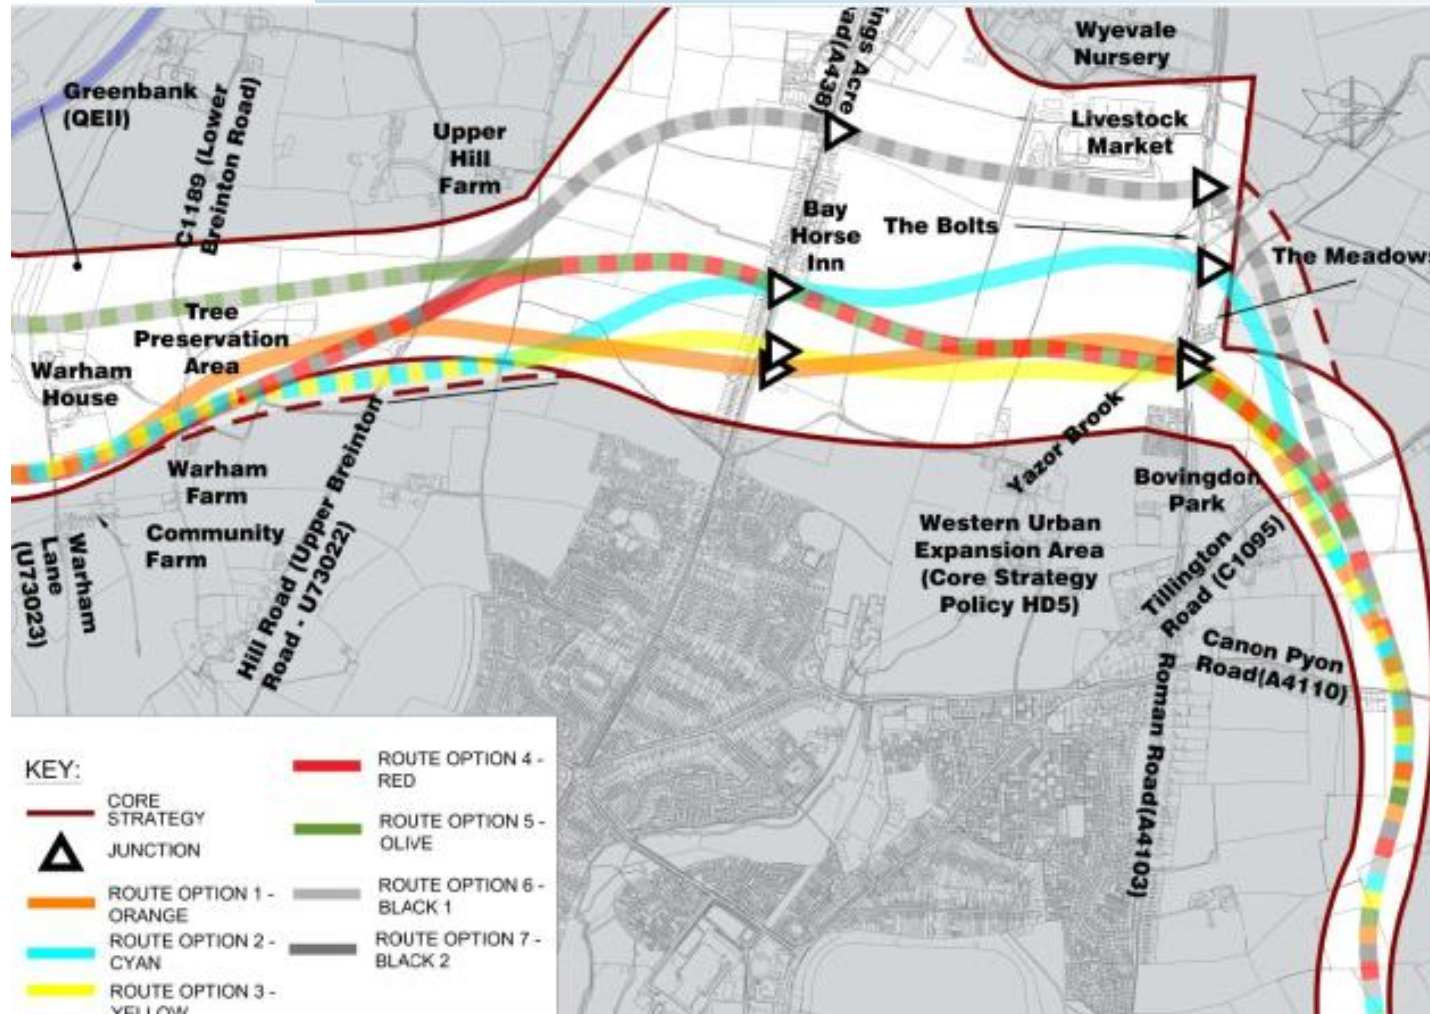 Greenbank
(QEII)
C1189 (Lower
Breinton Road)
Upper
Hill
Farm
ings Acre
oad(A438)
Wyevale
Nursery
Livestock
Market
Bay
Horse
Inn
The Bolts
The Meadows
Tree
Preservation
Area
Warham
House
Warham
Farm
Community
Farm
Warham
Lane
(U73023)
Hill Road (Upper Breinton
Road - U73022)
Yazor Brook
Bovingdon
Park
Western Urban
Expansion Area
(Core Strategy
Policy HD5)
Tillington
Road (C1095)
Canon Pyon
Road(A4110)
Roman Road(A4103)
KEY:
CORE
STRATEGY
JUNCTION
ROUTE OPTION 1 -
ORANGE
ROUTE OPTION 2 -
CYAN
ROUTE OPTION 3 -
YELLOW
ROUTE OPTION 4 -
RED
ROUTE OPTION 5 -
OLIVE
ROUTE OPTION 6 -
BLACK 1
ROUTE OPTION 7 -
BLACK 2